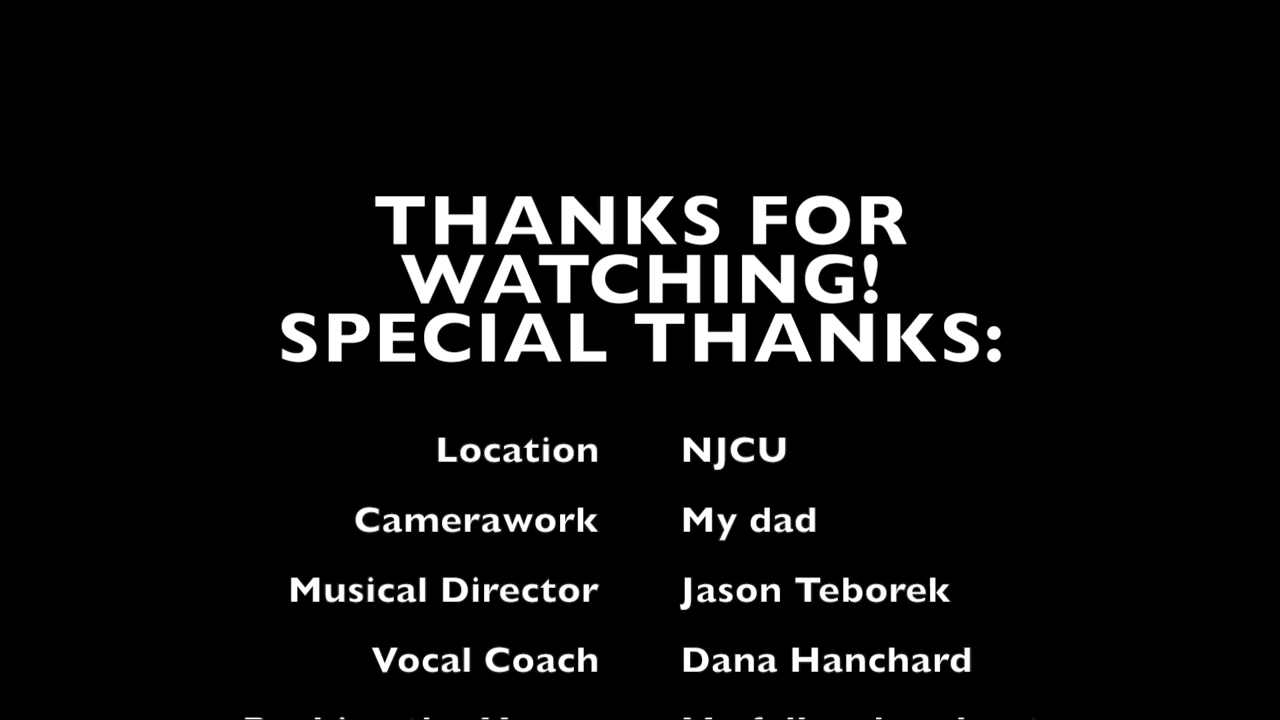 THANKS FOR
WATCHING!
SPECIAL THANKS:
Location NJCU
Camerawork My dad
Musical Director Jason Teborek
Vocal Coach Dana Hanchard